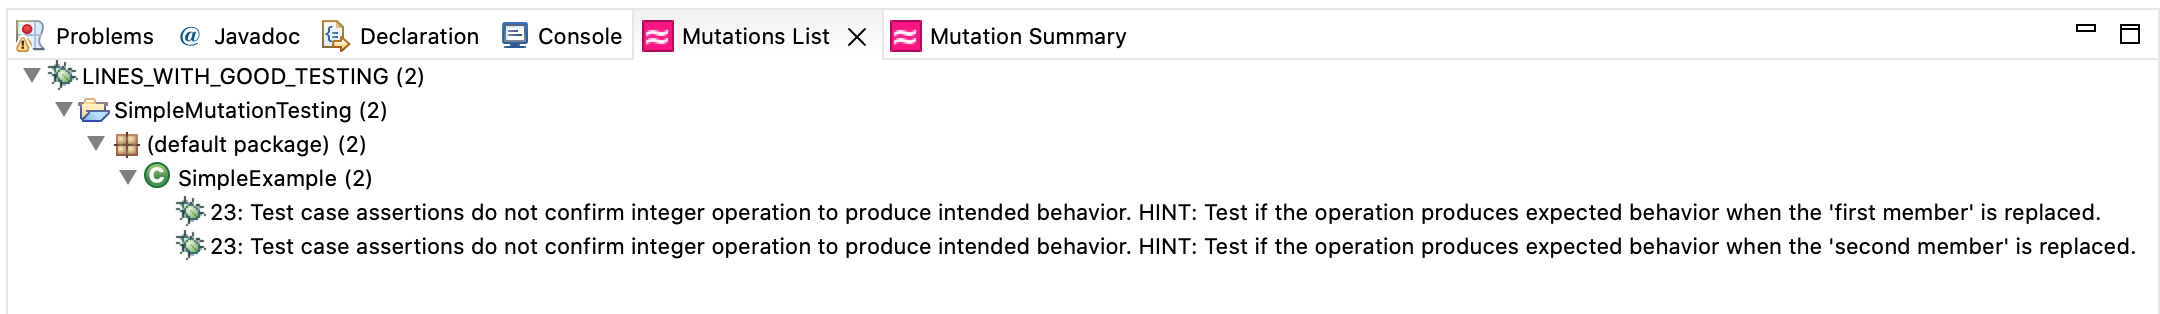 Problems @ Javadoc Declaration Console Mutations List Mutation Summary
LINES_WITH_GOOD_TESTING (2)
SimpleMutationTesting (2)
(default package) (2)
C SimpleExample (2)
23: Test case assertions do not confirm integer operation to produce intended behavior. HINT: Test if the operation produces expected behavior when the 'first member' is replaced.
23: Test case assertions do not confirm integer operation to produce intended behavior. HINT: Test if the operation produces expected behavior when the 'second member' is replaced.